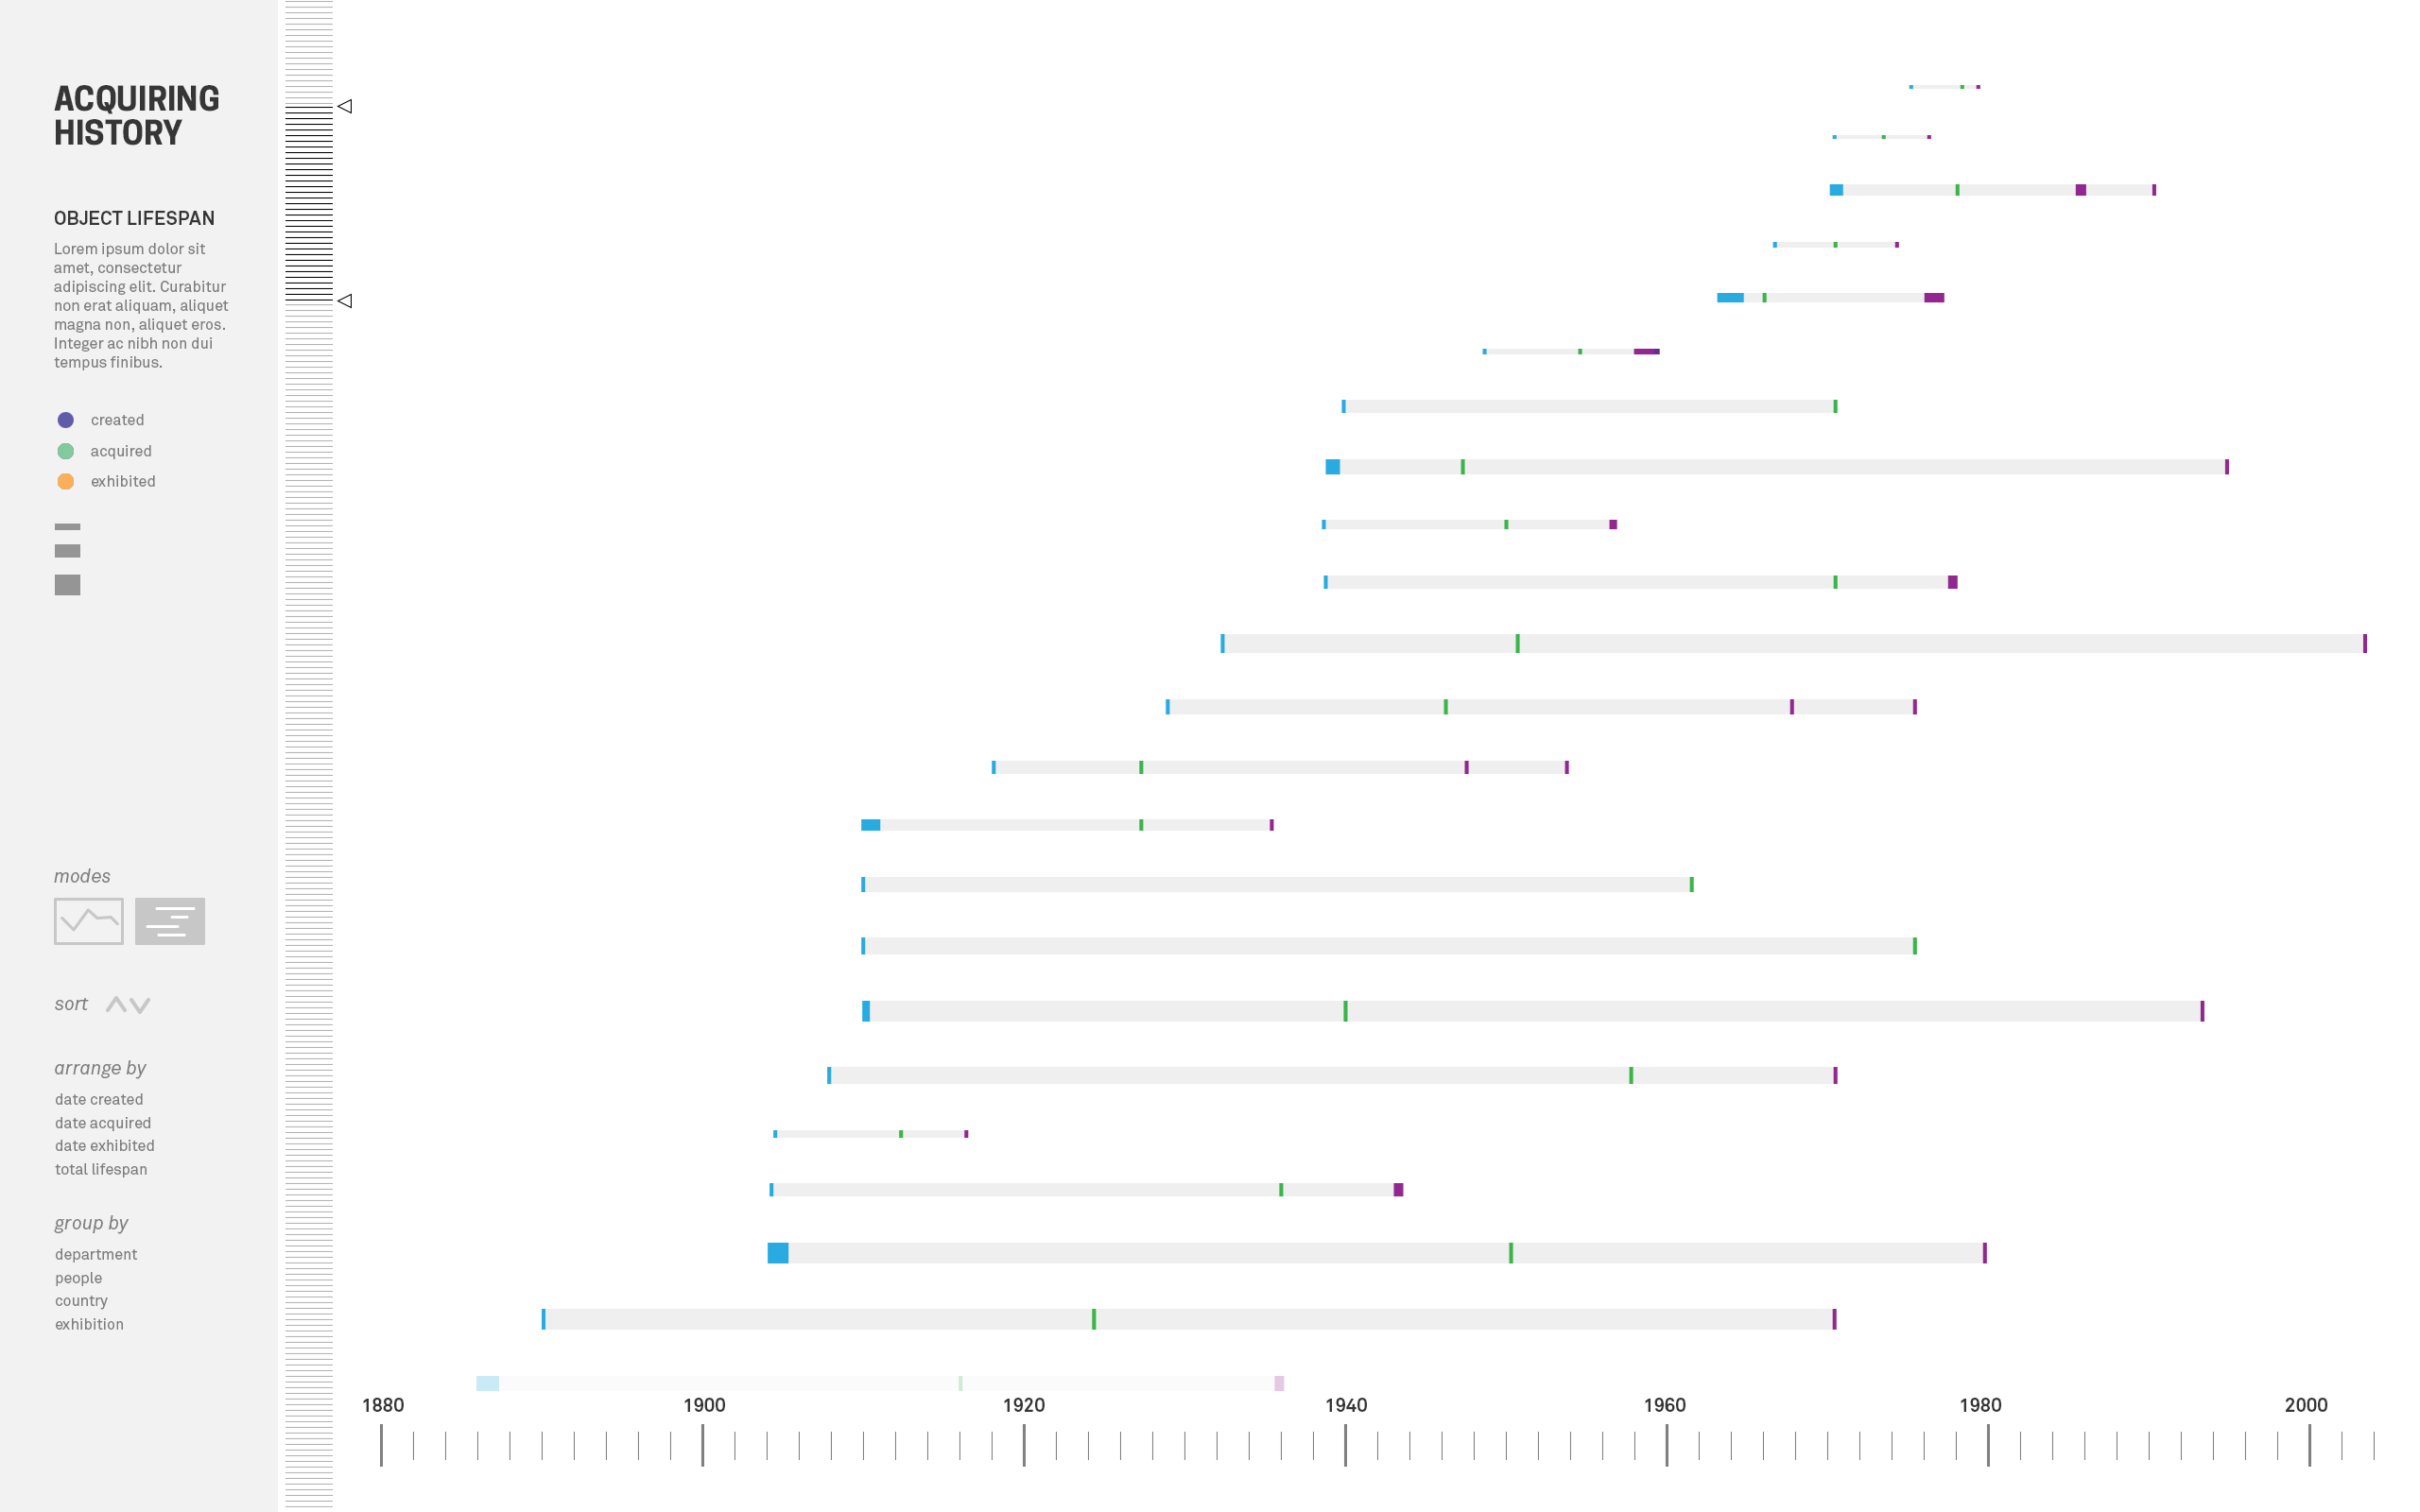 ACQUIRING
HISTORY
OBJECT LIFESPAN
Lorem ipsum dolor sit
amet, consectetur
adipiscing elit. Curabitur
non erat aliquam, aliquet
magna non, aliquet eros.
Integer ac nibh non dui
tempus finibus.
created
acquired
exhibited
modes
sort
arrange by
date created
date acquired
date exhibited
total lifespan
group by
department
people
country
exhibition
1880 1900 1920 1940 1960 1980 2000